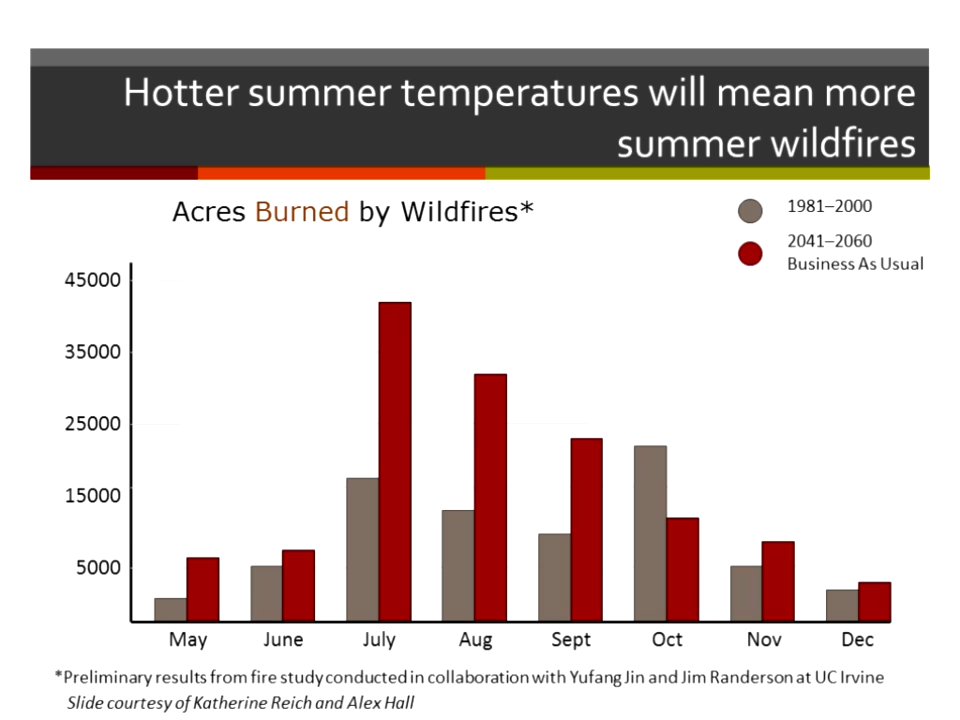 Hotter summer temperatures will mean more
summer wildfires
Acres Burned by Wildfires*
1981–2000
2041–2060
Business As Usual
45000
35000
25000
15000
5000
May June July Aug Sept Oct Nov Dec
*Preliminary results from fire study conducted in collaboration with Yufang Jin and Jim Randerson at UC Irvine
Slide courtesy of Katherine Reich and Alex Hall